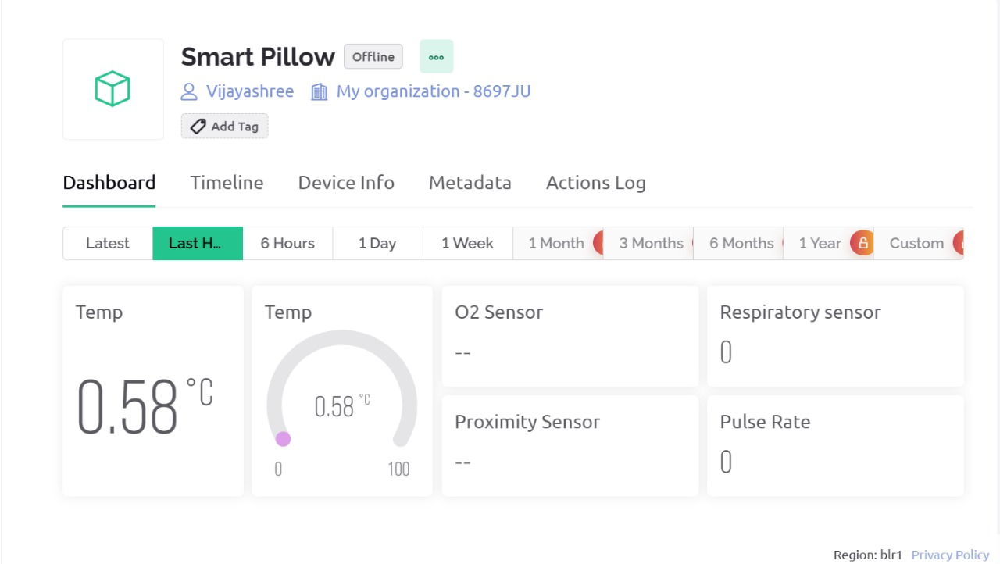 Smart Pillow Offline
Vijayashree My organization - 8697JU
Add Tag
Dashboard Timeline Device Info Metadata Actions Log
Latest Last H... 6 Hours 1 Day 1 Week 1 Month 3 Months 6 Months 1 Year Custom
Temp
0.58 °C
Temp
0.58 °C
0 100
O2 Sensor
--
Respiratory sensor
0
Proximity Sensor
--
Pulse Rate
0
Region: blr1 Privacy Policy